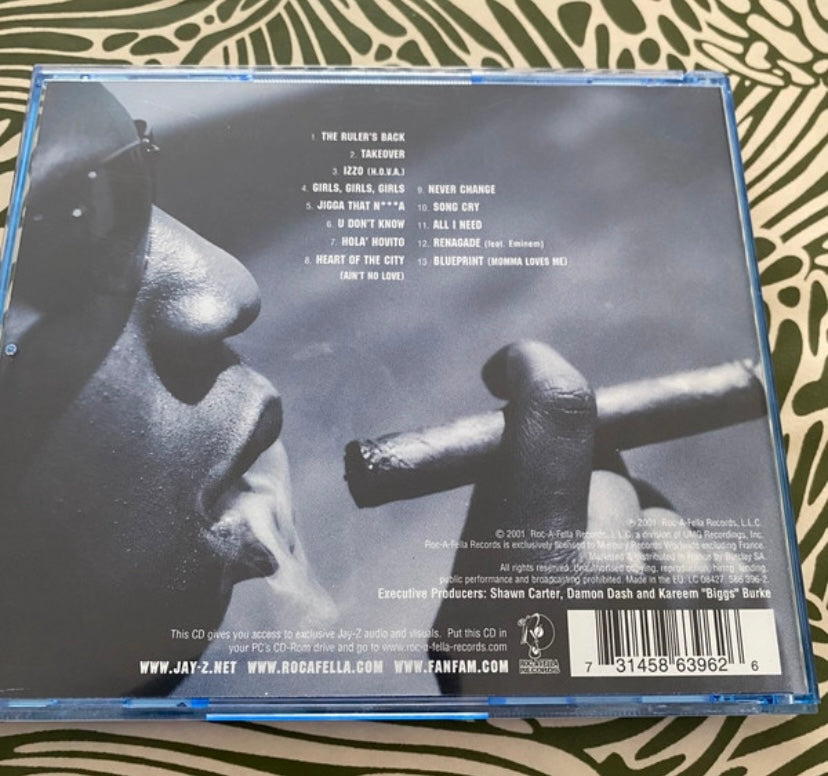 1. THE RULER'S BACK
2. TAKEOVER
3. IZZO (H.O.V.A.)
4. GIRLS, GIRLS, GIRLS
5. JIGGA THAT N***A
6. U DON'T KNOW
7. HOLA' HOVITO
8. HEART OF THE CITY
(AIN'T NO LOVE)
9. NEVER CHANGE
10. SONG CRY
11. ALL I NEED
12. RENAGADE (feat. Eminem)
13. BLUEPRINT (MOMMA LOVES ME)
℗ 2001 Roc-A-Fella Records, L.L.C.
© 2001 Roc-A-Fella Records, L.L.C. a division of UMG Recordings, Inc.
Roc-A-Fella Records is exclusively licensed to Mercury Records Worldwide excluding France.
Marketed & distributed in France by Barclay SA.
All rights reserved. Unauthorised copying, reproduction, hiring, lending,
public performance and broadcasting prohibited. Made in the EU. LC 08427. 586 396-2.
Executive Producers: Shawn Carter, Damon Dash and Kareem "Biggs" Burke
This CD gives you access to exclusive Jay-Z audio and visuals. Put this CD in
your PC's CD-Rom drive and go to www.roc-a-fella-records.com
WWW.JAY-Z.NET WWW.ROCAFELLA.COM WWW.FANFAM.COM
ROC-A-FELLA
RECORDS
7 31458 63962 6